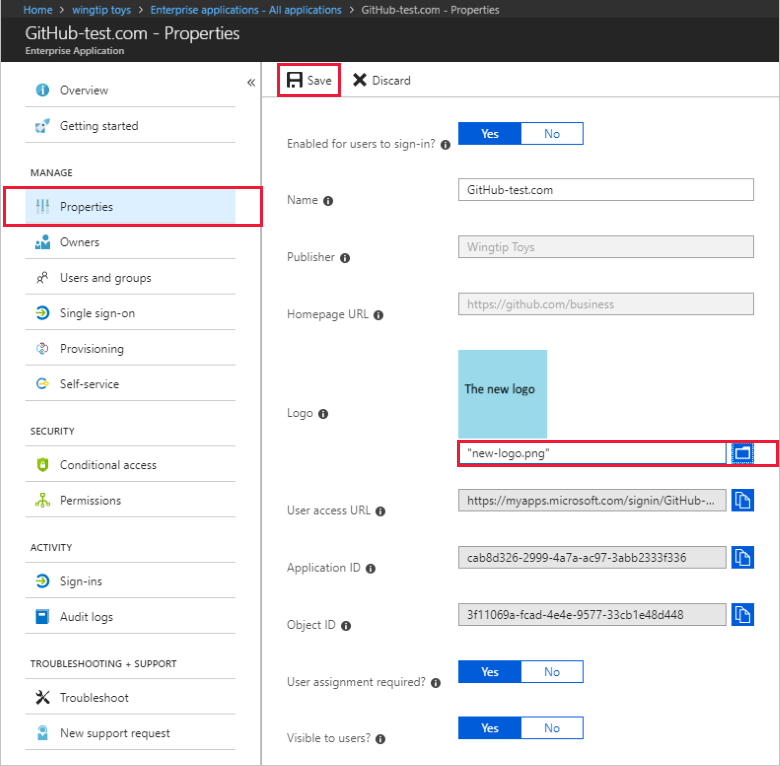 Home > wingtip toys > Enterprise applications - All applications > GitHub-test.com - Properties
GitHub-test.com - Properties
Enterprise Application
«
Overview
Getting started
MANAGE
Properties
Owners
Users and groups
Single sign-on
Provisioning
Self-service
SECURITY
Conditional access
Permissions
ACTIVITY
Sign-ins
Audit logs
TROUBLESHOOTING + SUPPORT
Troubleshoot
New support request
Save Discard
Enabled for users to sign-in? Yes No
Name GitHub-test.com
Publisher Wingtip Toys
Homepage URL https://github.com/business
The new logo
Logo
"new-logo.png"
User access URL https://myapps.microsoft.com/signin/GitHub-...
Application ID cab8d326-2999-4a7a-ac97-3abb2333f336
Object ID 3f11069a-fcad-4e4e-9577-33cb1e48d448
User assignment required? Yes No
Visible to users? Yes No